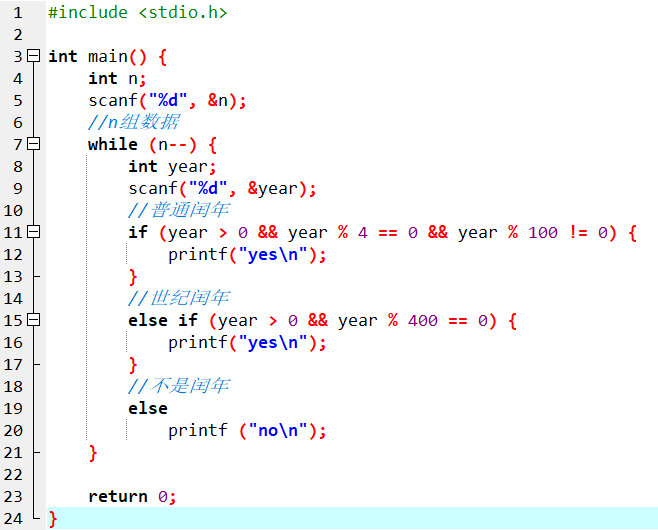 1 #include <stdio.h>
2
3 int main() {
4     int n;
5     scanf("%d", &n);
6     //n组数据
7     while (n--) {
8         int year;
9         scanf("%d", &year);
10         //普通闰年
11         if (year > 0 && year % 4 == 0 && year % 100 != 0) {
12             printf("yes\n");
13         }
14         //世纪闰年
15         else if (year > 0 && year % 400 == 0) {
16             printf("yes\n");
17         }
18         //不是闰年
19         else
20             printf ("no\n");
21     }
22
23     return 0;
24 }